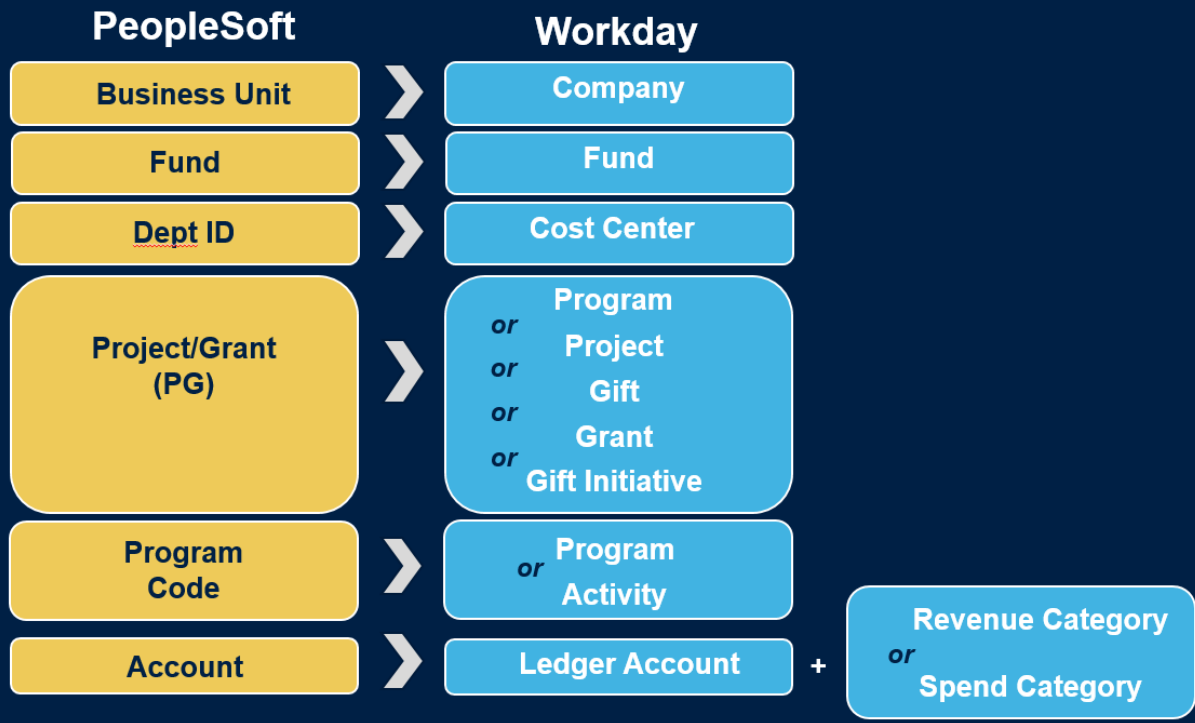 PeopleSoft
Workday
Business Unit
Company
Fund
Fund
Dept ID
Cost Center
Project/Grant
(PG)
Program
or
Project
or
Gift
or
Grant
or
Gift Initiative
Program
Code
Program
or
Activity
Account
Ledger Account
+
Revenue Category
or
Spend Category